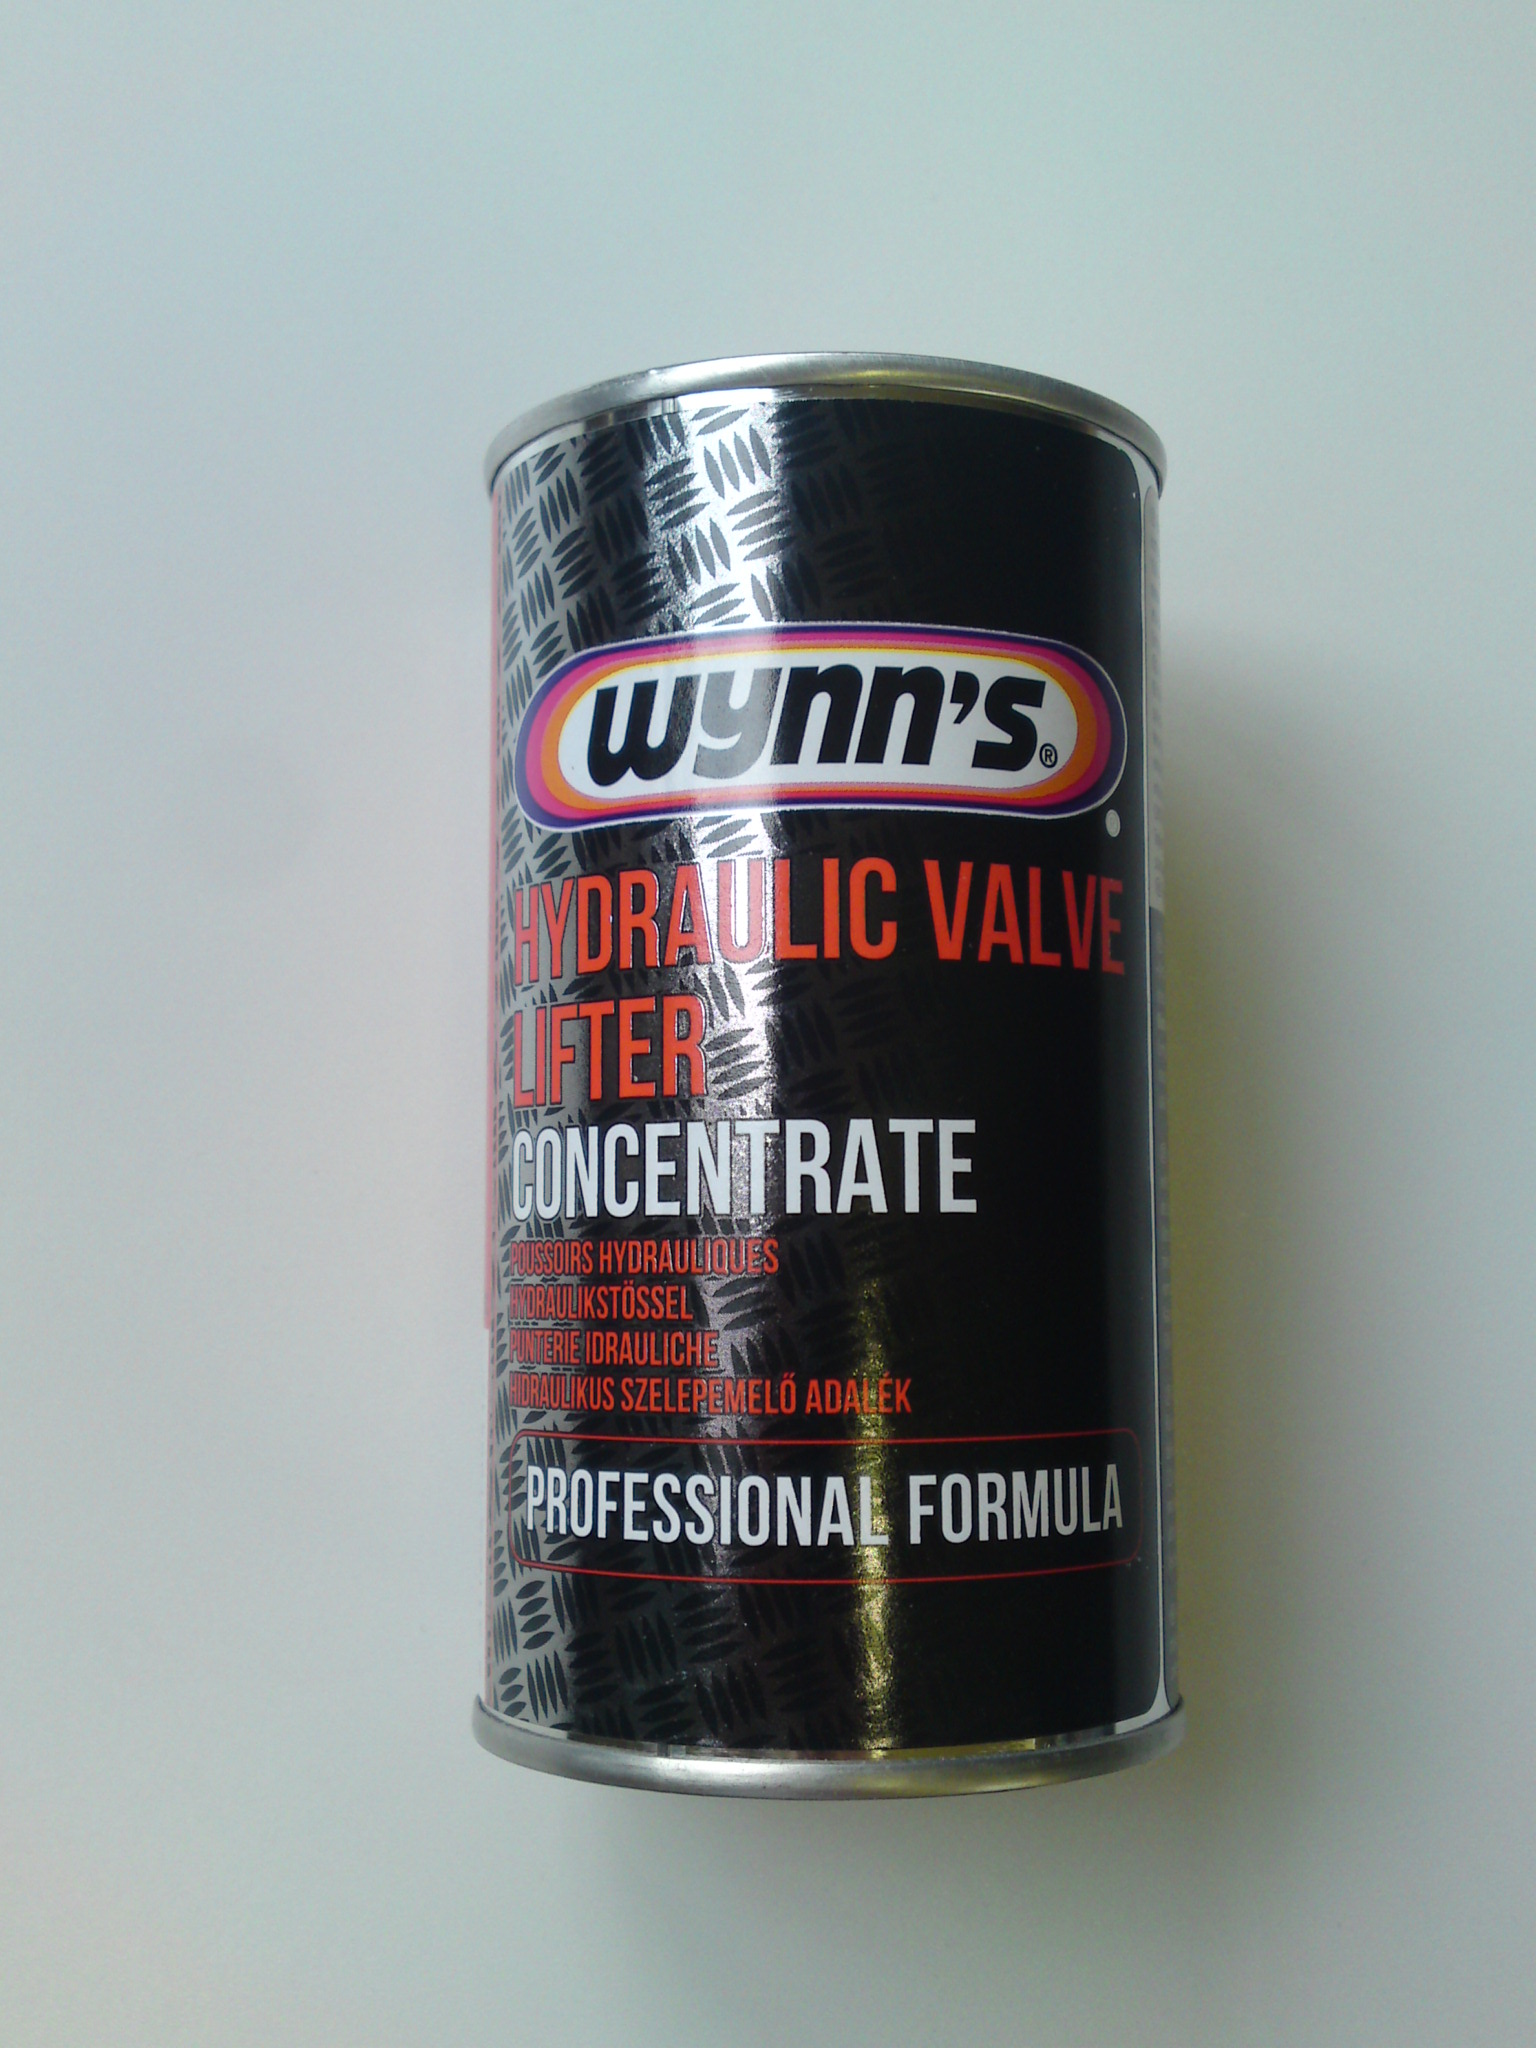 wynn's®
HYDRAULIC VALVE
LIFTER
CONCENTRATE
POUSSOIRS HYDRAULIQUES
HYDRAULIKSTÖSSEL
PUNTERIE IDRAULICHE
HIDRAULIKUS SZELEPEMELŐ ADALÉK
PROFESSIONAL FORMULA